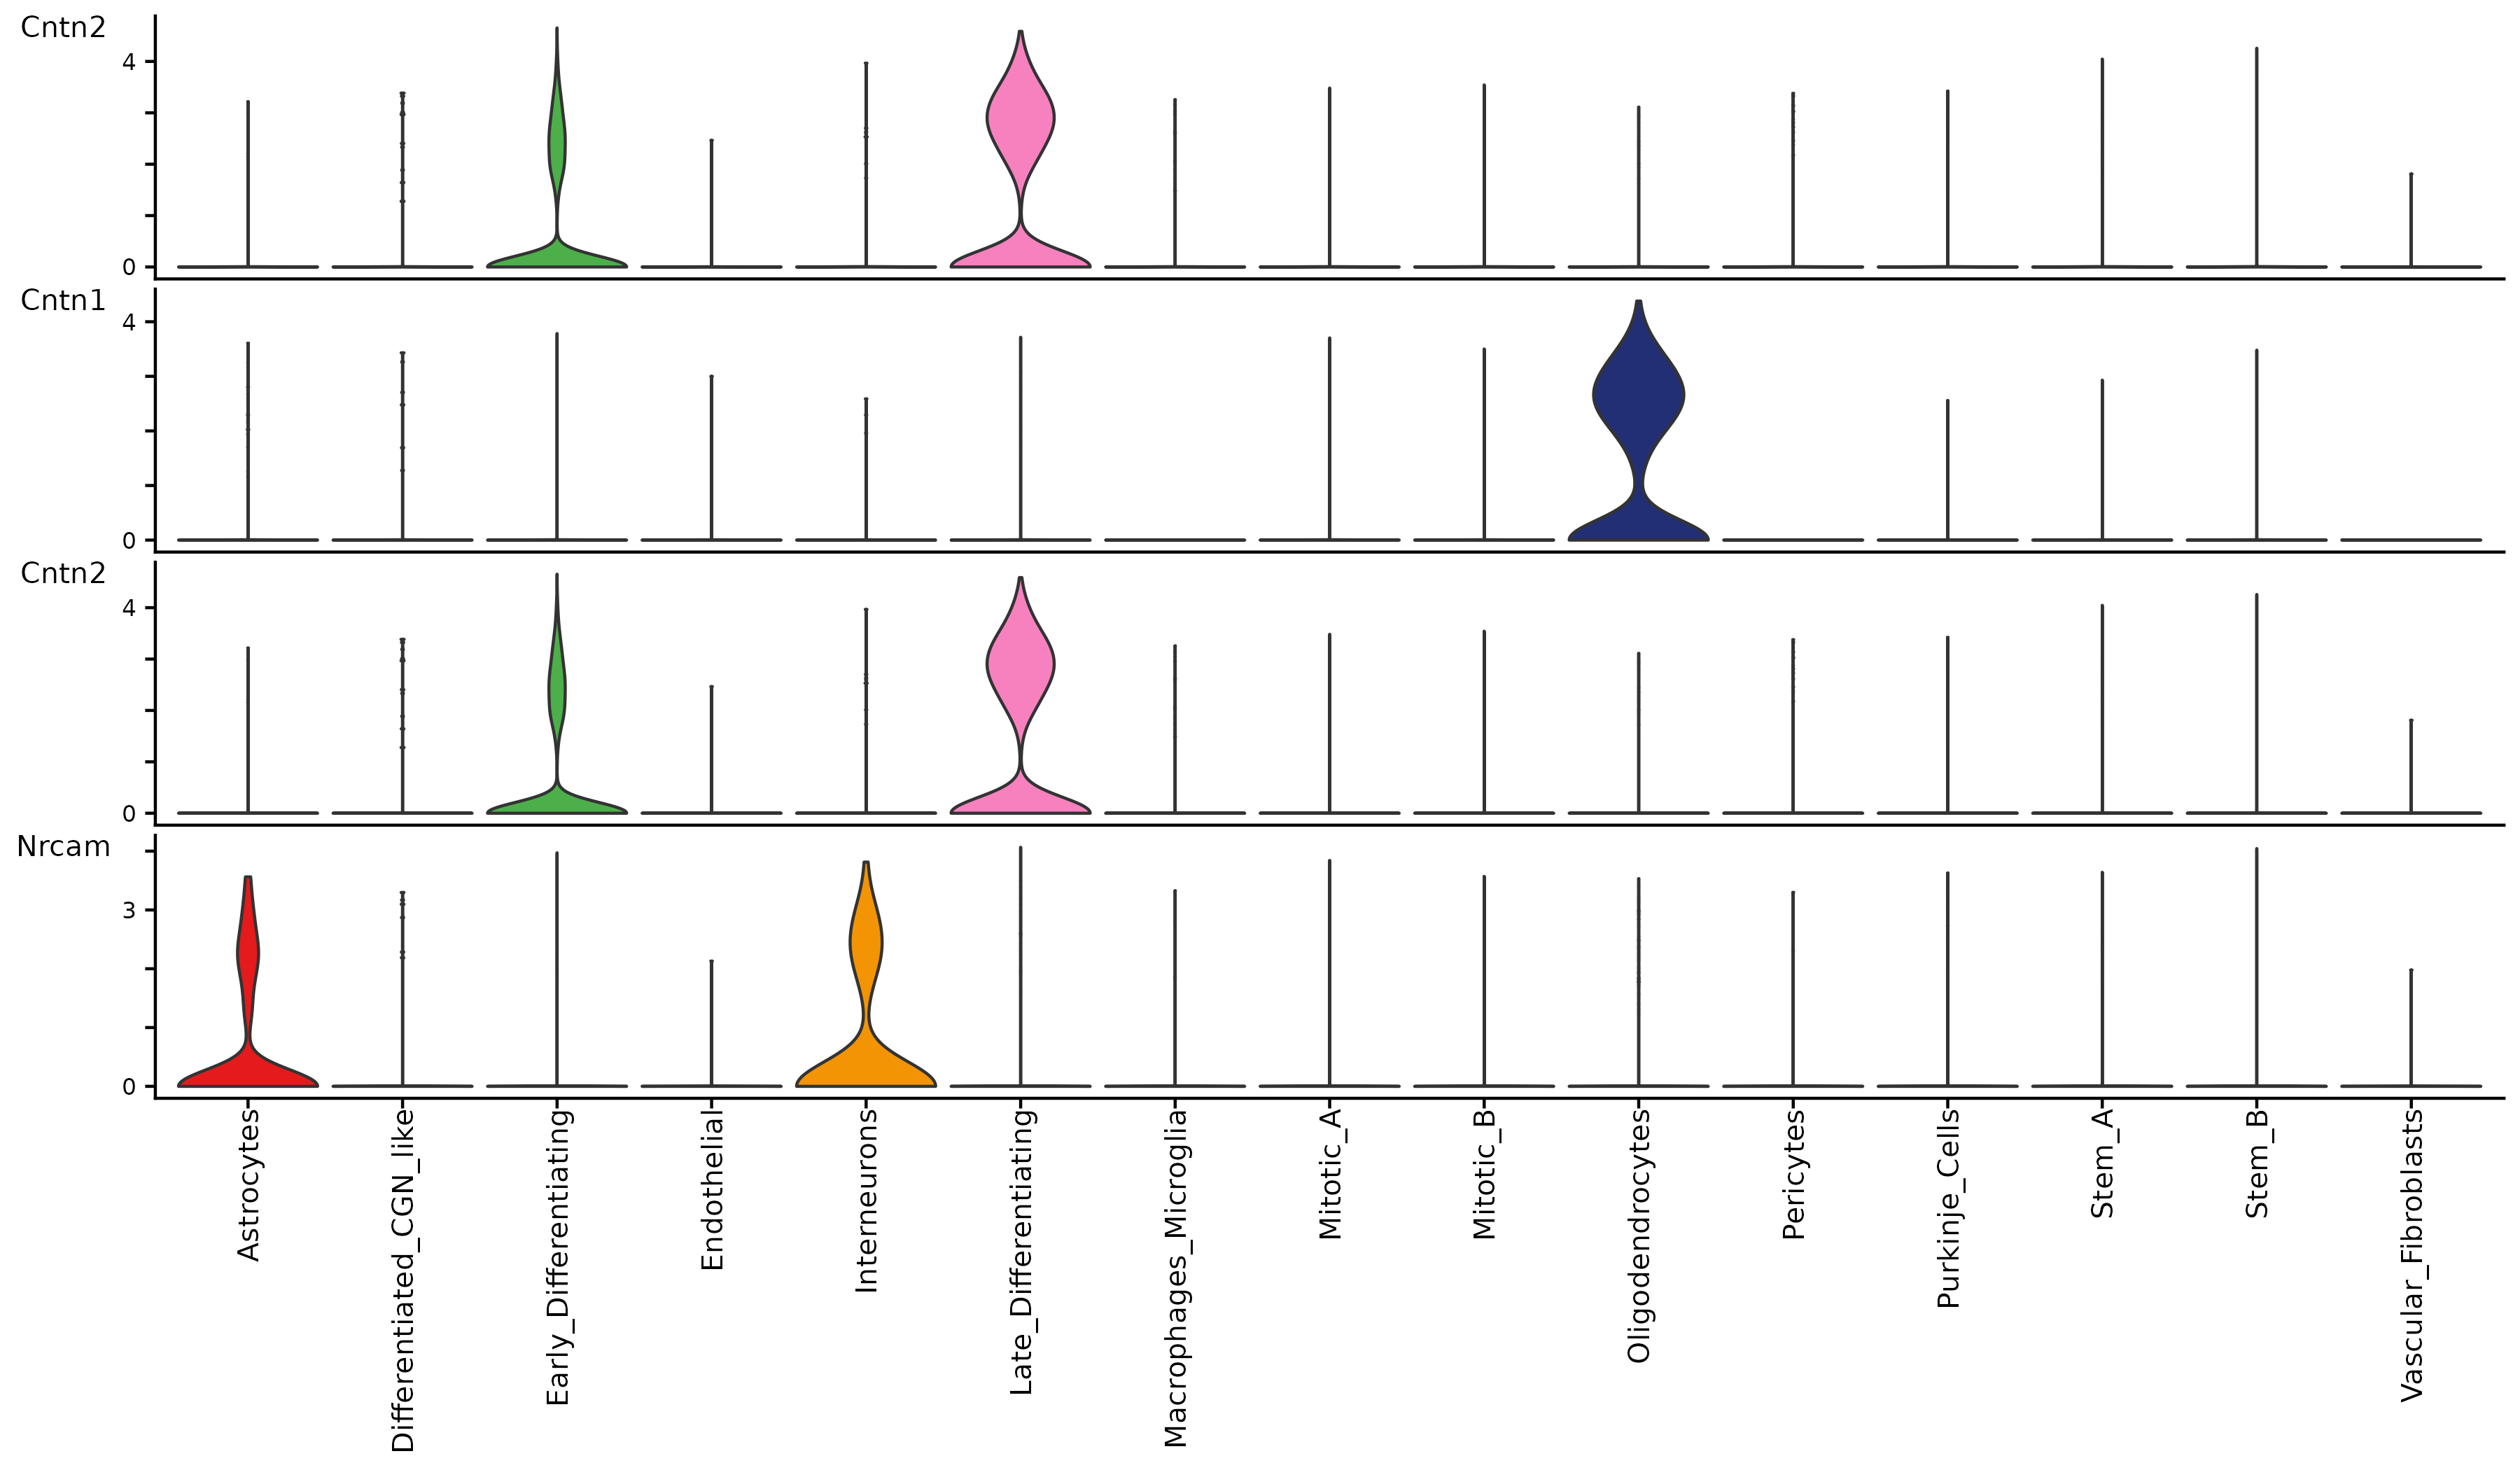 Cntn2
4
0
Cntn1
4
0
Cntn2
4
0
Nrcam
3
0
Astrocytes
Differentiated_CGN_like
Early_Differentiating
Endothelial
Interneurons
Late_Differentiating
Macrophages_Microglia
Mitotic_A
Mitotic_B
Oligodendrocytes
Pericytes
Purkinje_Cells
Stem_A
Stem_B
Vascular_Fibroblasts